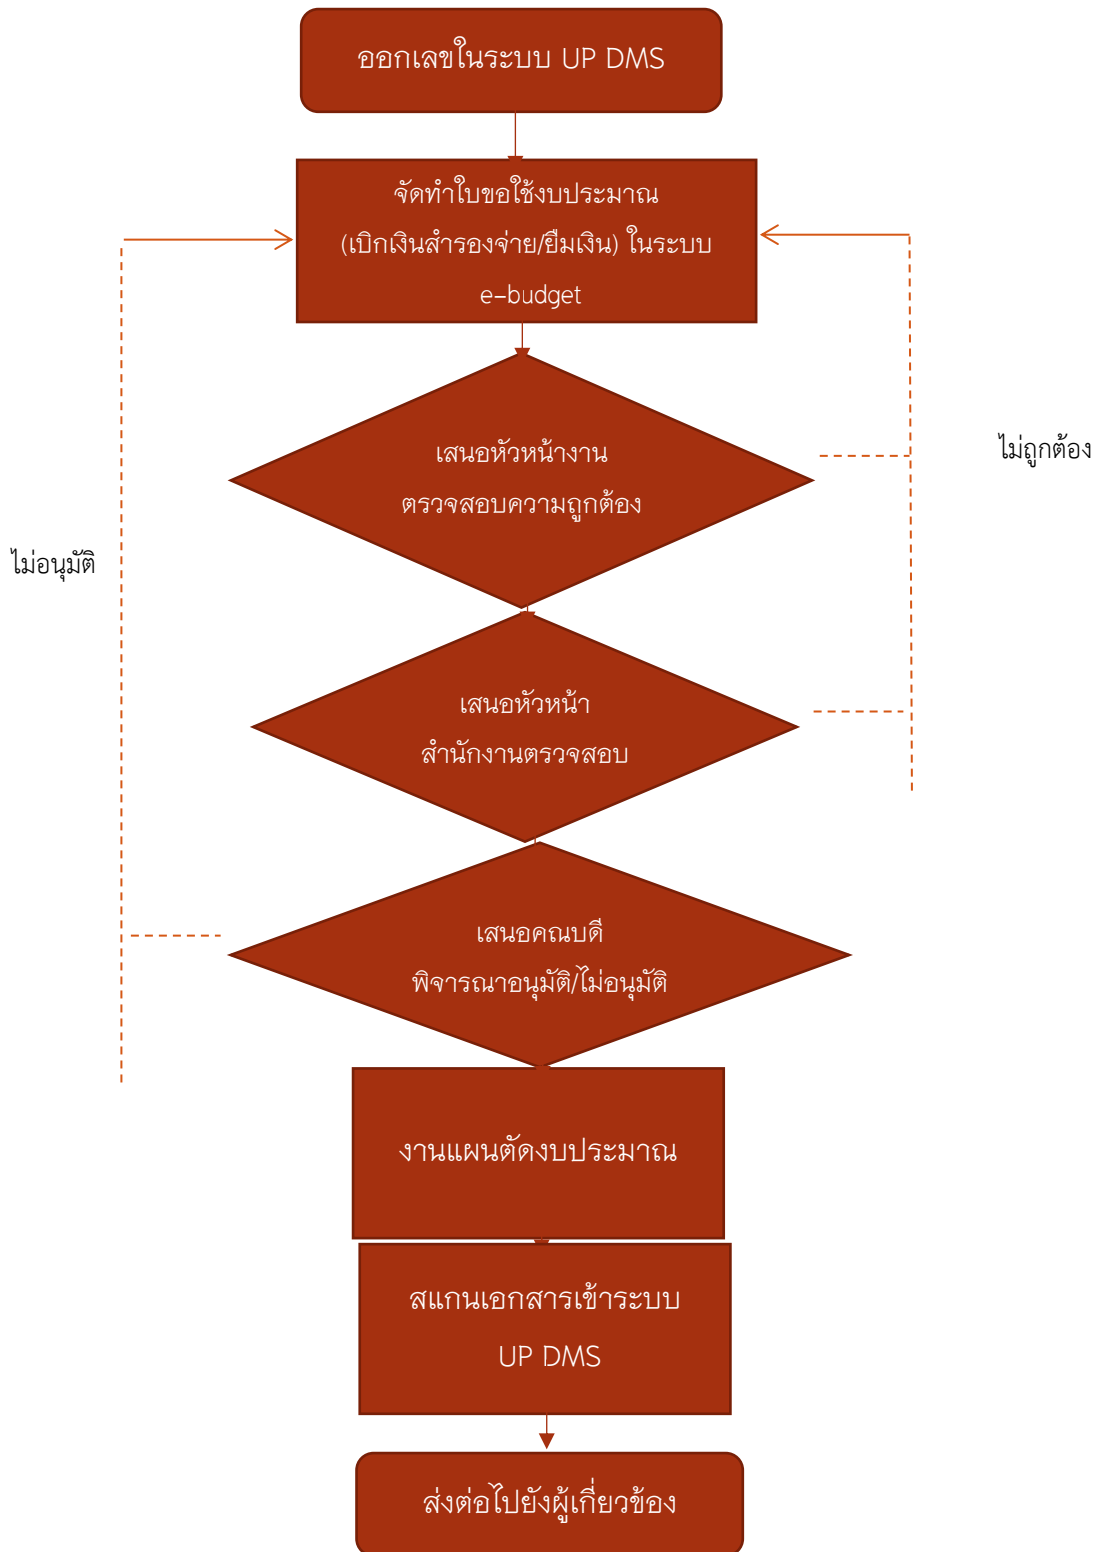 ออกเลขในระบบ UP DMS
จัดทำใบขอใช้งบประมาณ
(เบิกเงินสำรองจ่าย/ยืมเงิน) ในระบบ
e-budget
เสนอหัวหน้างาน
ตรวจสอบความถูกต้อง
ไม่ถูกต้อง
ไม่อนุมัติ
เสนอหัวหน้า
สำนักงานตรวจสอบ
เสนอคณบดี
พิจารณาอนุมัติ/ไม่อนุมัติ
งานแผนตัดงบประมาณ
สแกนเอกสารเข้าระบบ
UP DMS
ส่งต่อไปยังผู้เกี่ยวข้อง